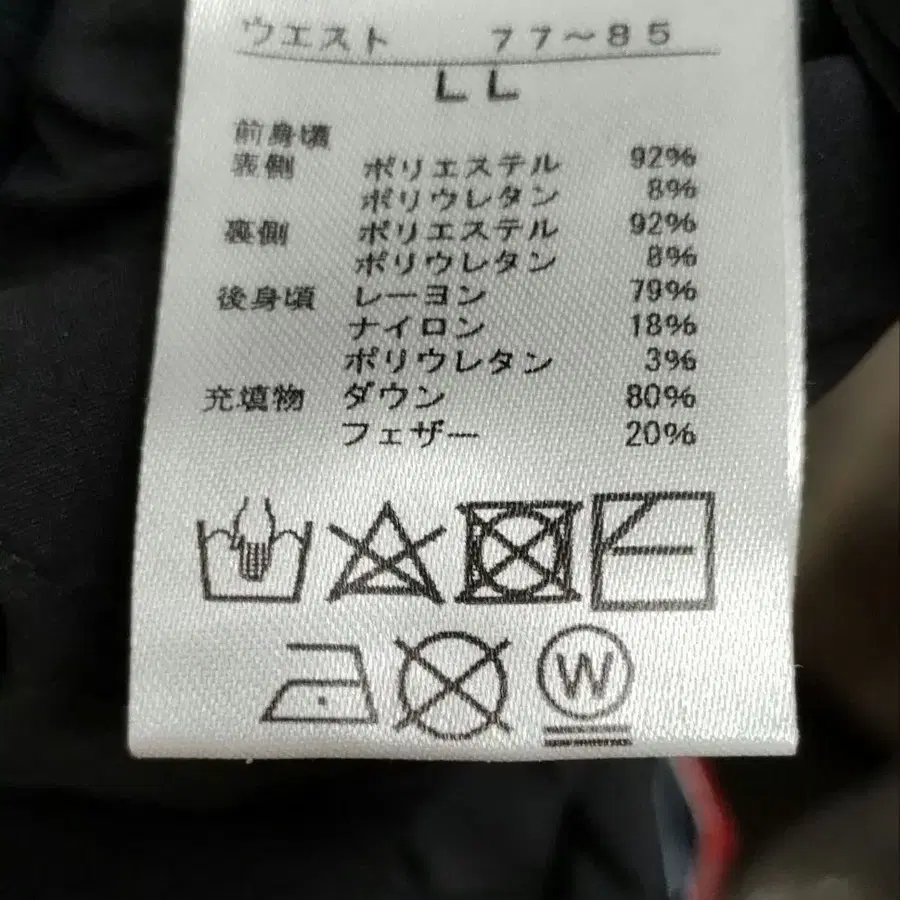 ウエスト 77～85
LL
前身頃
表側 ポリエステル 92%
ポリウレタン 8%
裏側 ポリエステル 92%
ポリウレタン 8%
後身頃 レーヨン 79%
ナイロン 18%
ポリウレタン 3%
充填物 ダウン 80%
フェザー 20%
W